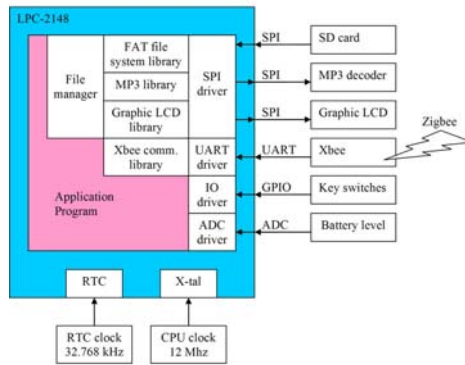 LPC-2148
File
manager
FAT file
system library
MP3 library
Graphic LCD
library
Xbee comm.
library
SPI
driver
UART
driver
IO
driver
ADC
driver
Application
Program
SPI
SD card
SPI
MP3 decoder
SPI
Graphic LCD
UART
Xbee
Zigbee
GPIO
Key switches
ADC
Battery level
RTC
X-tal
RTC clock
32.768 kHz
CPU clock
12 Mhz